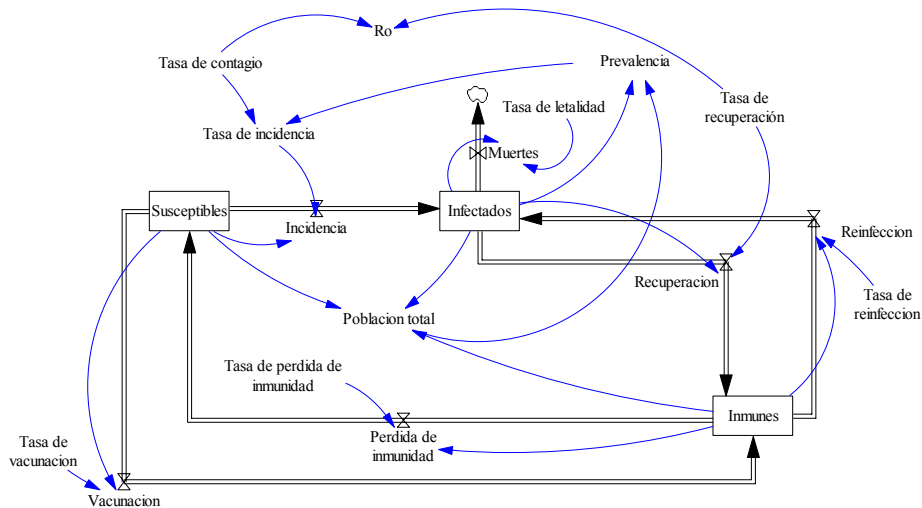 Ro
Tasa de contagio
Prevalencia
Tasa de
recuperación
Tasa de letalidad
Tasa de incidencia
Muertes
Susceptibles
Infectados
Incidencia
Reinfeccion
Recuperacion
Tasa de
reinfeccion
Poblacion total
Tasa de perdida de
inmunidad
Inmunes
Perdida de
inmunidad
Tasa de
vacunacion
Vacunacion